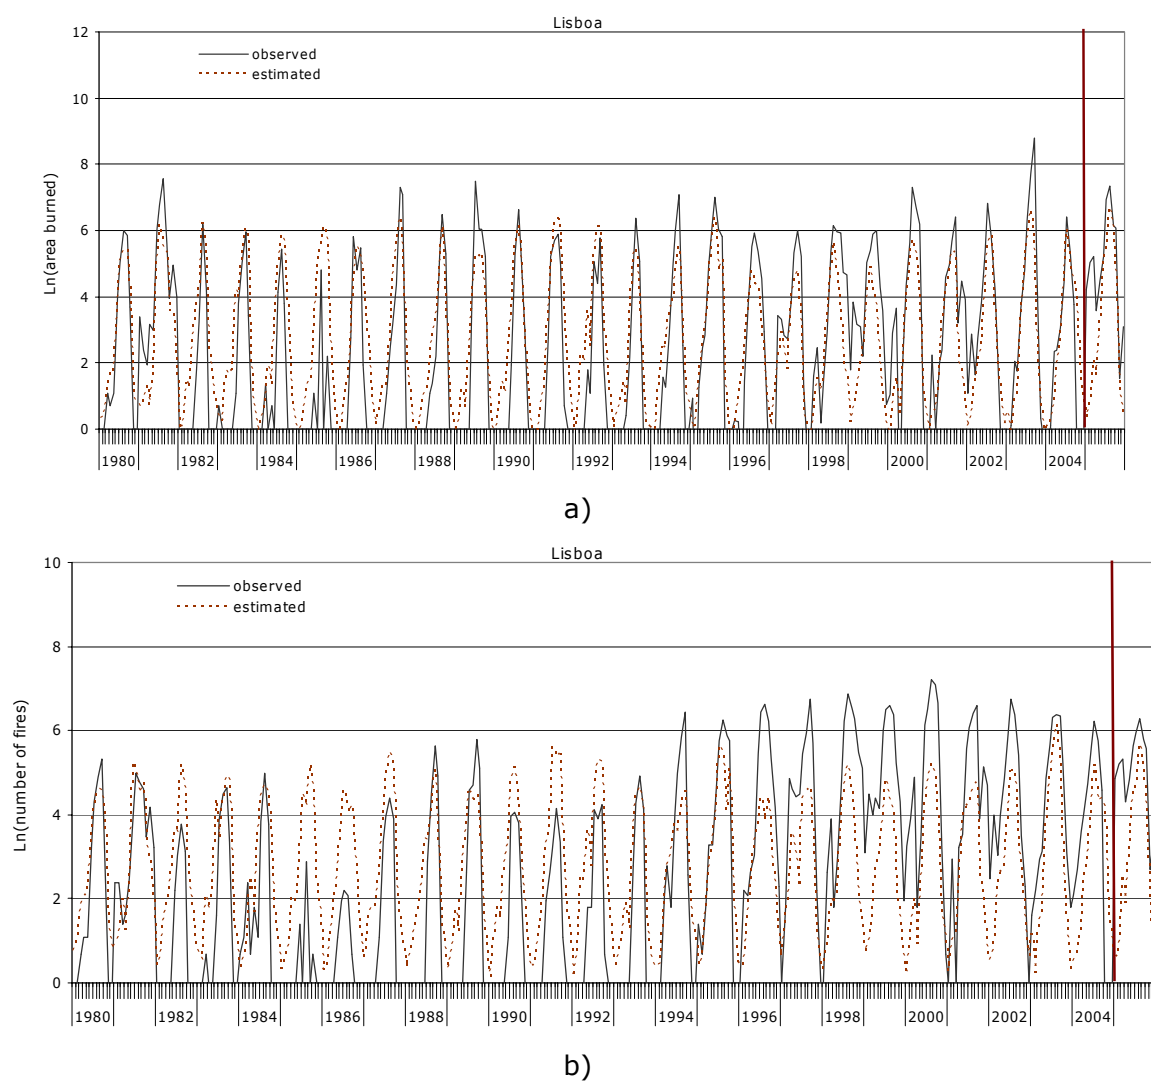 Lisboa
12
observed
estimated
10
8
6
4
2
0
Ln(area burned)
1980 1982 1984 1986 1988 1990 1992 1994 1996 1998 2000 2002 2004
a)
Lisboa
10
observed
estimated
8
6
4
2
0
Ln(number of fires)
1980 1982 1984 1986 1988 1990 1992 1994 1996 1998 2000 2002 2004
b)